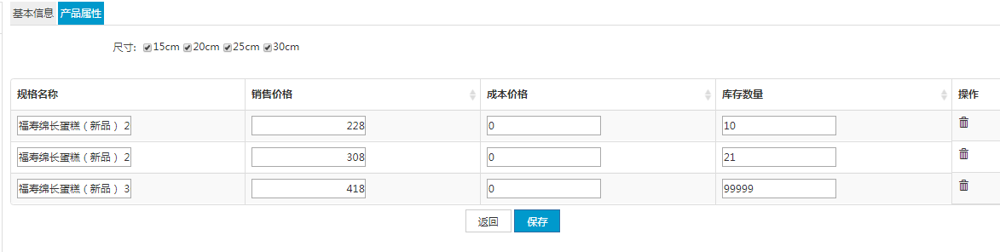 基本信息 产品属性
尺寸: 15cm 20cm 25cm 30cm
规格名称 销售价格 成本价格 库存数量 操作
福寿绵长蛋糕（新品） 2 228 0 10
福寿绵长蛋糕（新品） 2 308 0 21
福寿绵长蛋糕（新品） 3 418 0 99999
返回 保存